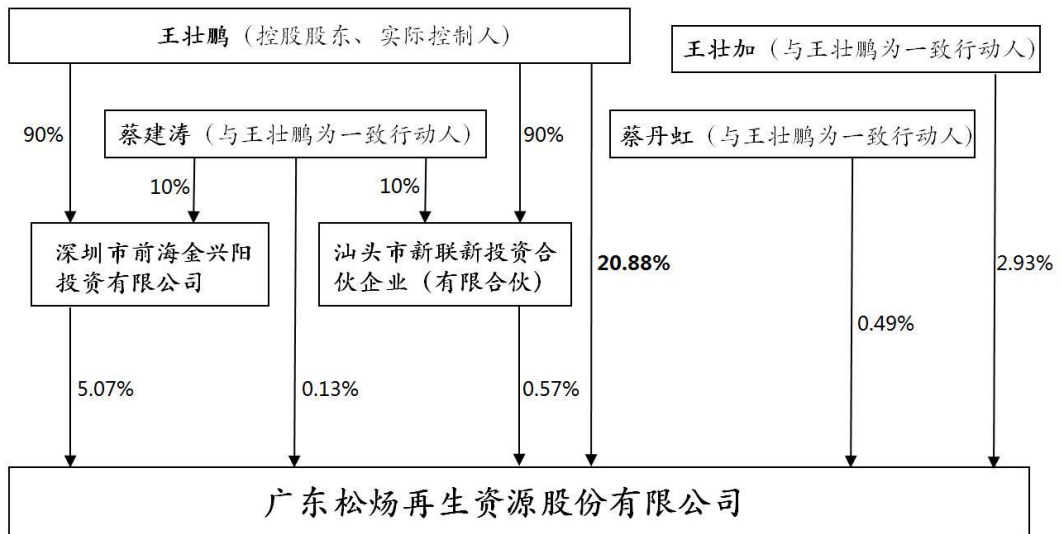 王壮鹏（控股股东、实际控制人）
王壮加（与王壮鹏为一致行动人）
90%
蔡建涛（与王壮鹏为一致行动人）
90%
蔡丹虹（与王壮鹏为一致行动人）
10%
10%
深圳市前海金兴阳
投资有限公司
汕头市新联新投资合
伙企业（有限合伙）
20.88%
2.93%
0.49%
5.07%
0.13%
0.57%
广东松炀再生资源股份有限公司